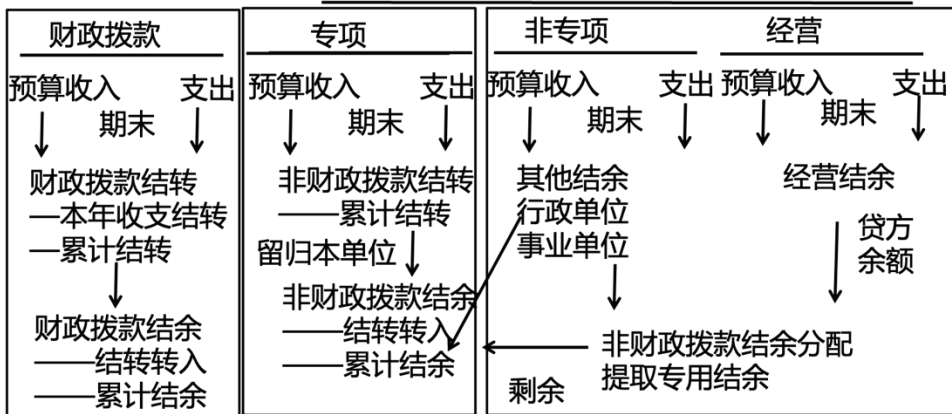 财政拨款
预算收入 支出
期末
财政拨款结转
—本年收支结转
—累计结转
财政拨款结余
——结转转入
——累计结余
专项
预算收入 支出
期末
非财政拨款结转
——累计结转
留归本单位
非财政拨款结余
——结转转入
——累计结余
非专项
预算收入 支出
期末
其他结余
行政单位
事业单位
经营
预算收入 支出
期末
经营结余
贷方
余额
非财政拨款结余分配
提取专用结余
剩余